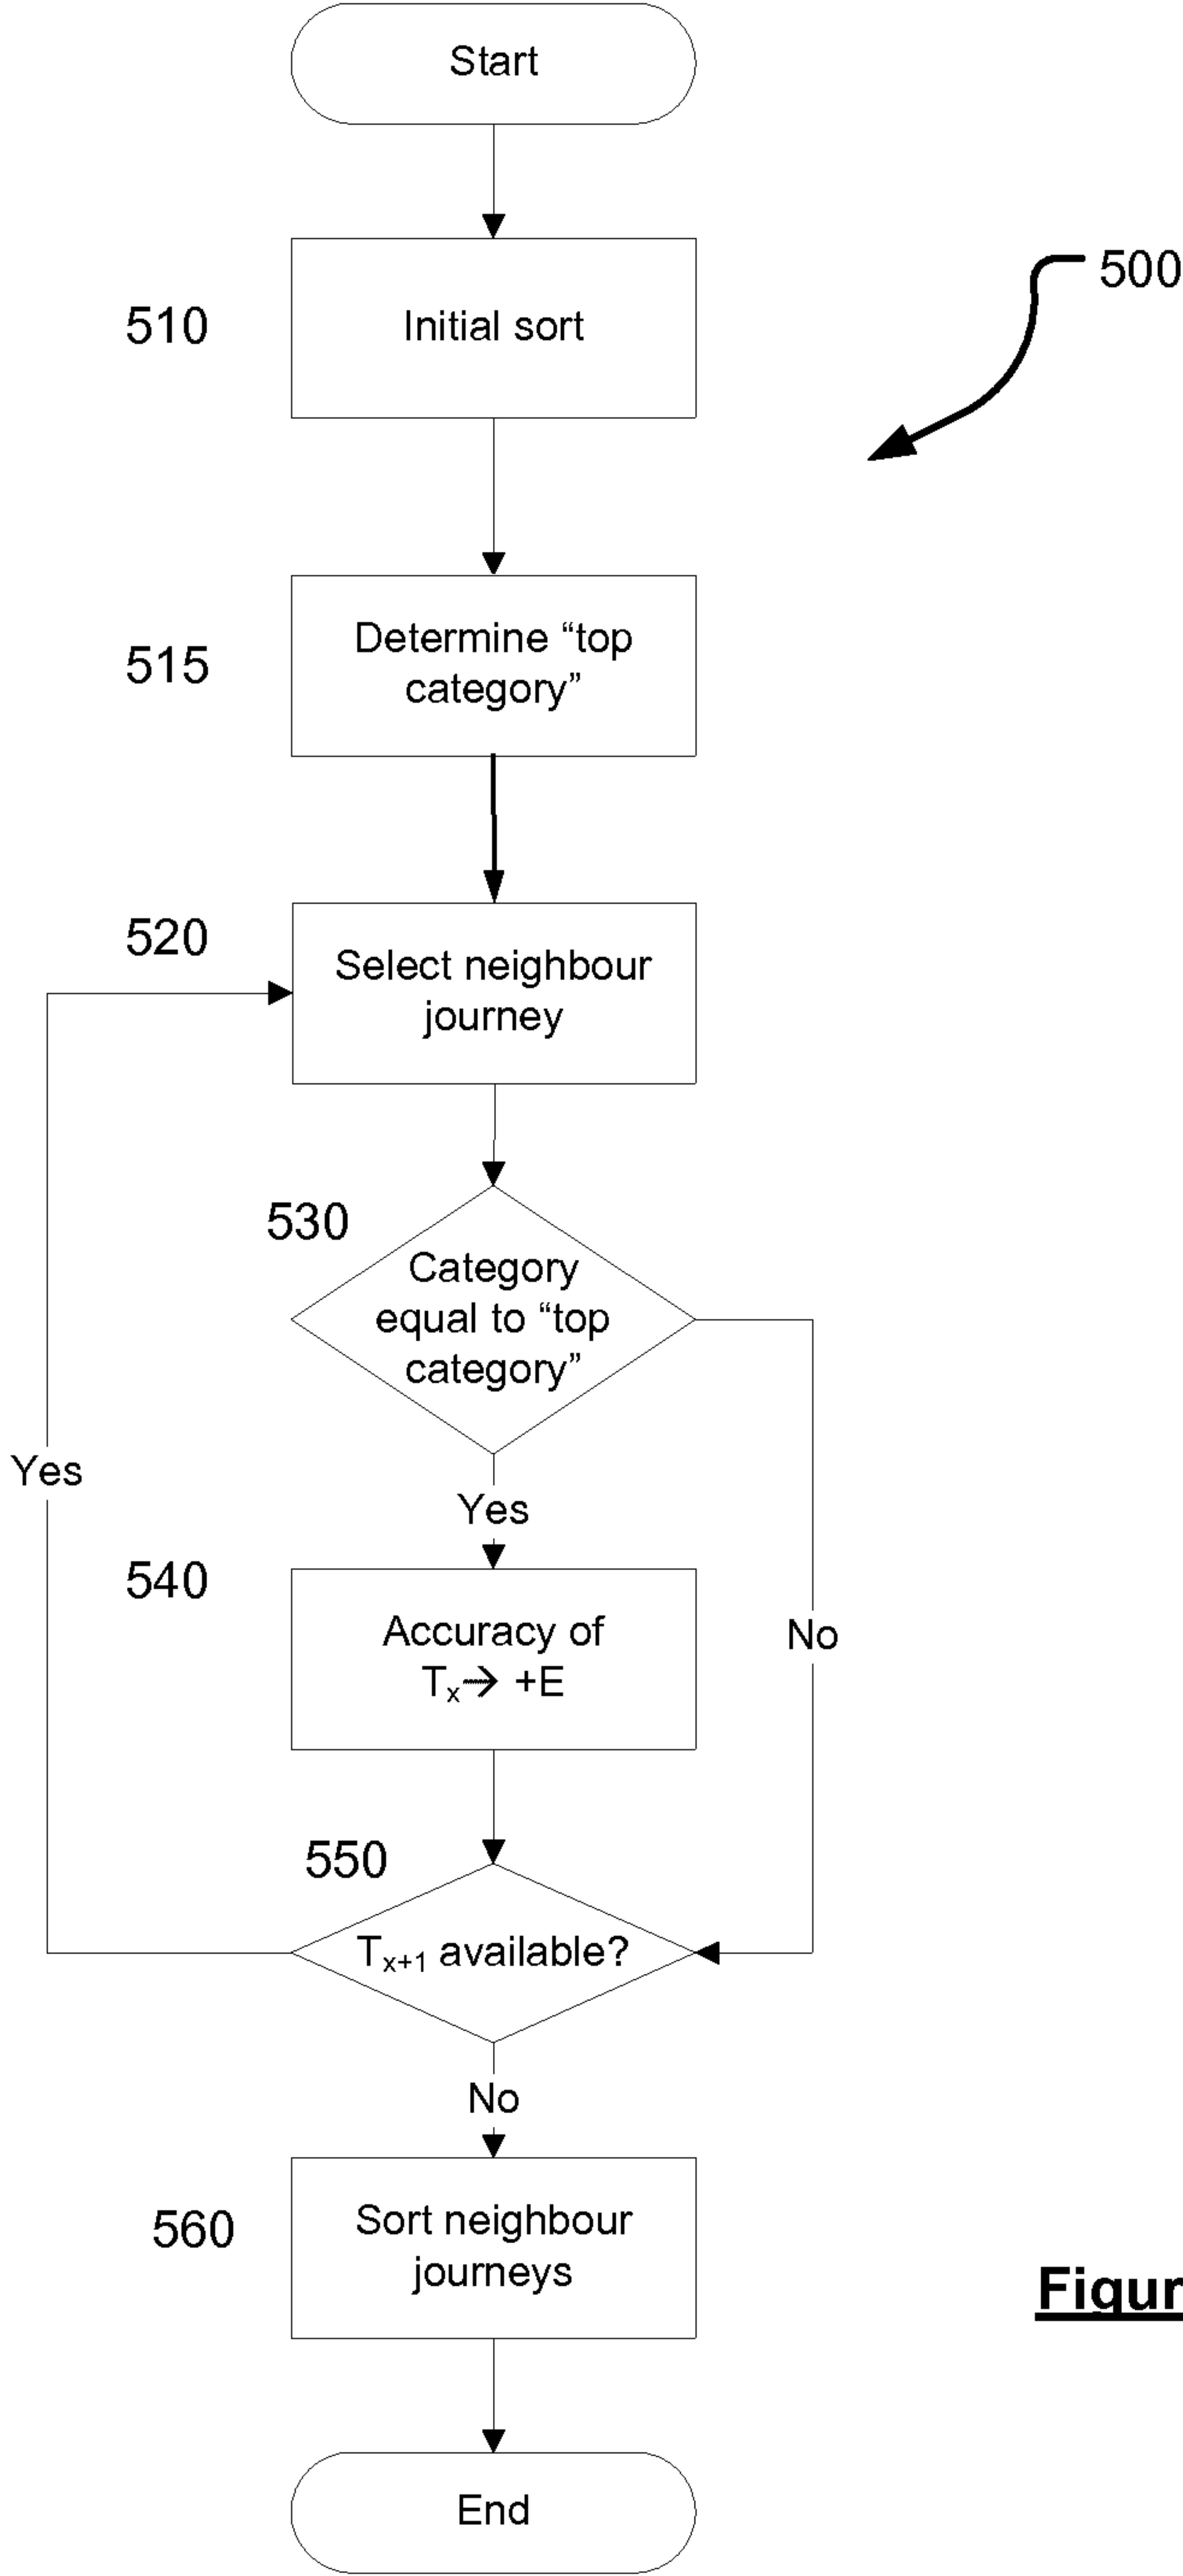 Start
500
510
Initial sort
515
Determine “top
category”
520
Select neighbour
journey
530
Category
equal to “top
category”
Yes
Yes
540
Accuracy of
Tx→ +E
No
550
Tx+1 available?
No
560
Sort neighbour
journeys
Figur
End